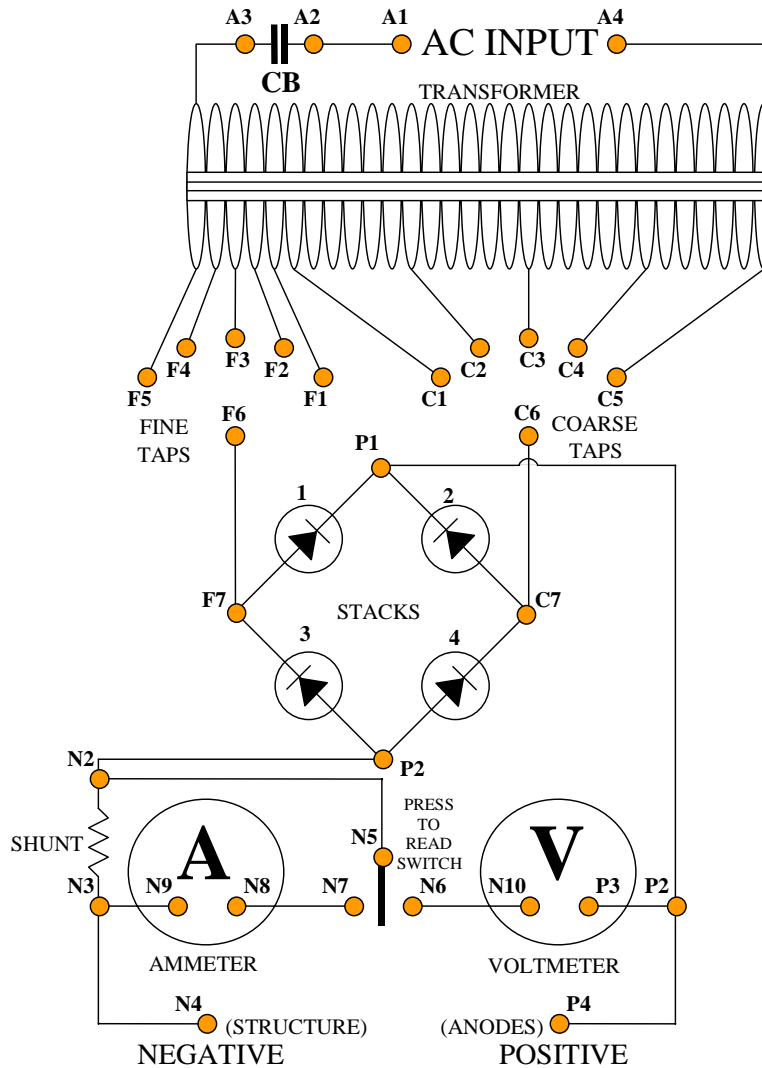 A3 A2 A1 AC INPUT A4
CB
TRANSFORMER
F5 F4 F3 F2 F1 C1 C2 C3 C4 C5
FINE
TAPS
F6
C6
COARSE
TAPS
P1
1 2
F7 STACKS C7
3 4
P2
N2
SHUNT
A
N5
PRESS
TO
READ
SWITCH
V
N3 N9 N8 N7 N6 N10 P3 P2
AMMETER VOLTMETER
N4 (STRUCTURE) (ANODES) P4
NEGATIVE POSITIVE